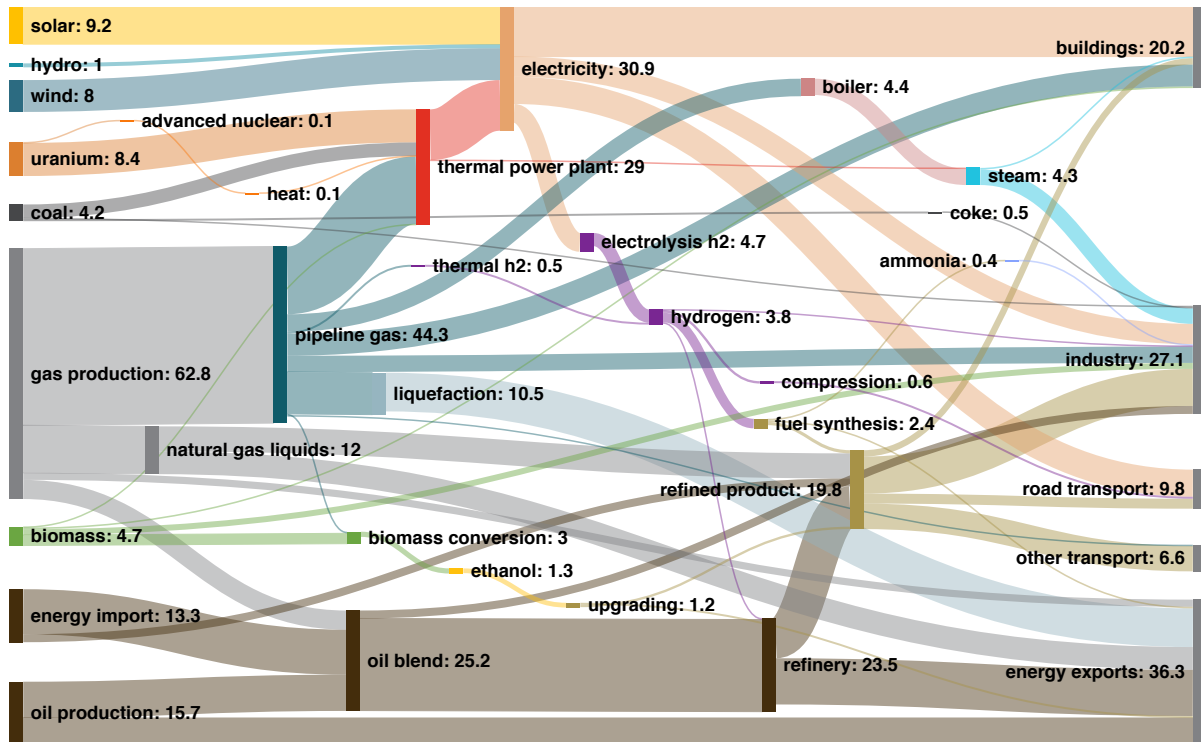 solar: 9.2
buildings: 20.2
hydro: 1
electricity: 30.9
boiler: 4.4
wind: 8
advanced nuclear: 0.1
uranium: 8.4
thermal power plant: 29
steam: 4.3
heat: 0.1
coal: 4.2
coke: 0.5
electrolysis h2: 4.7
ammonia: 0.4
thermal h2: 0.5
hydrogen: 3.8
pipeline gas: 44.3
industry: 27.1
gas production: 62.8
compression: 0.6
liquefaction: 10.5
fuel synthesis: 2.4
natural gas liquids: 12
refined product: 19.8
road transport: 9.8
biomass: 4.7
biomass conversion: 3
other transport: 6.6
ethanol: 1.3
upgrading: 1.2
energy import: 13.3
oil blend: 25.2
refinery: 23.5
energy exports: 36.3
oil production: 15.7